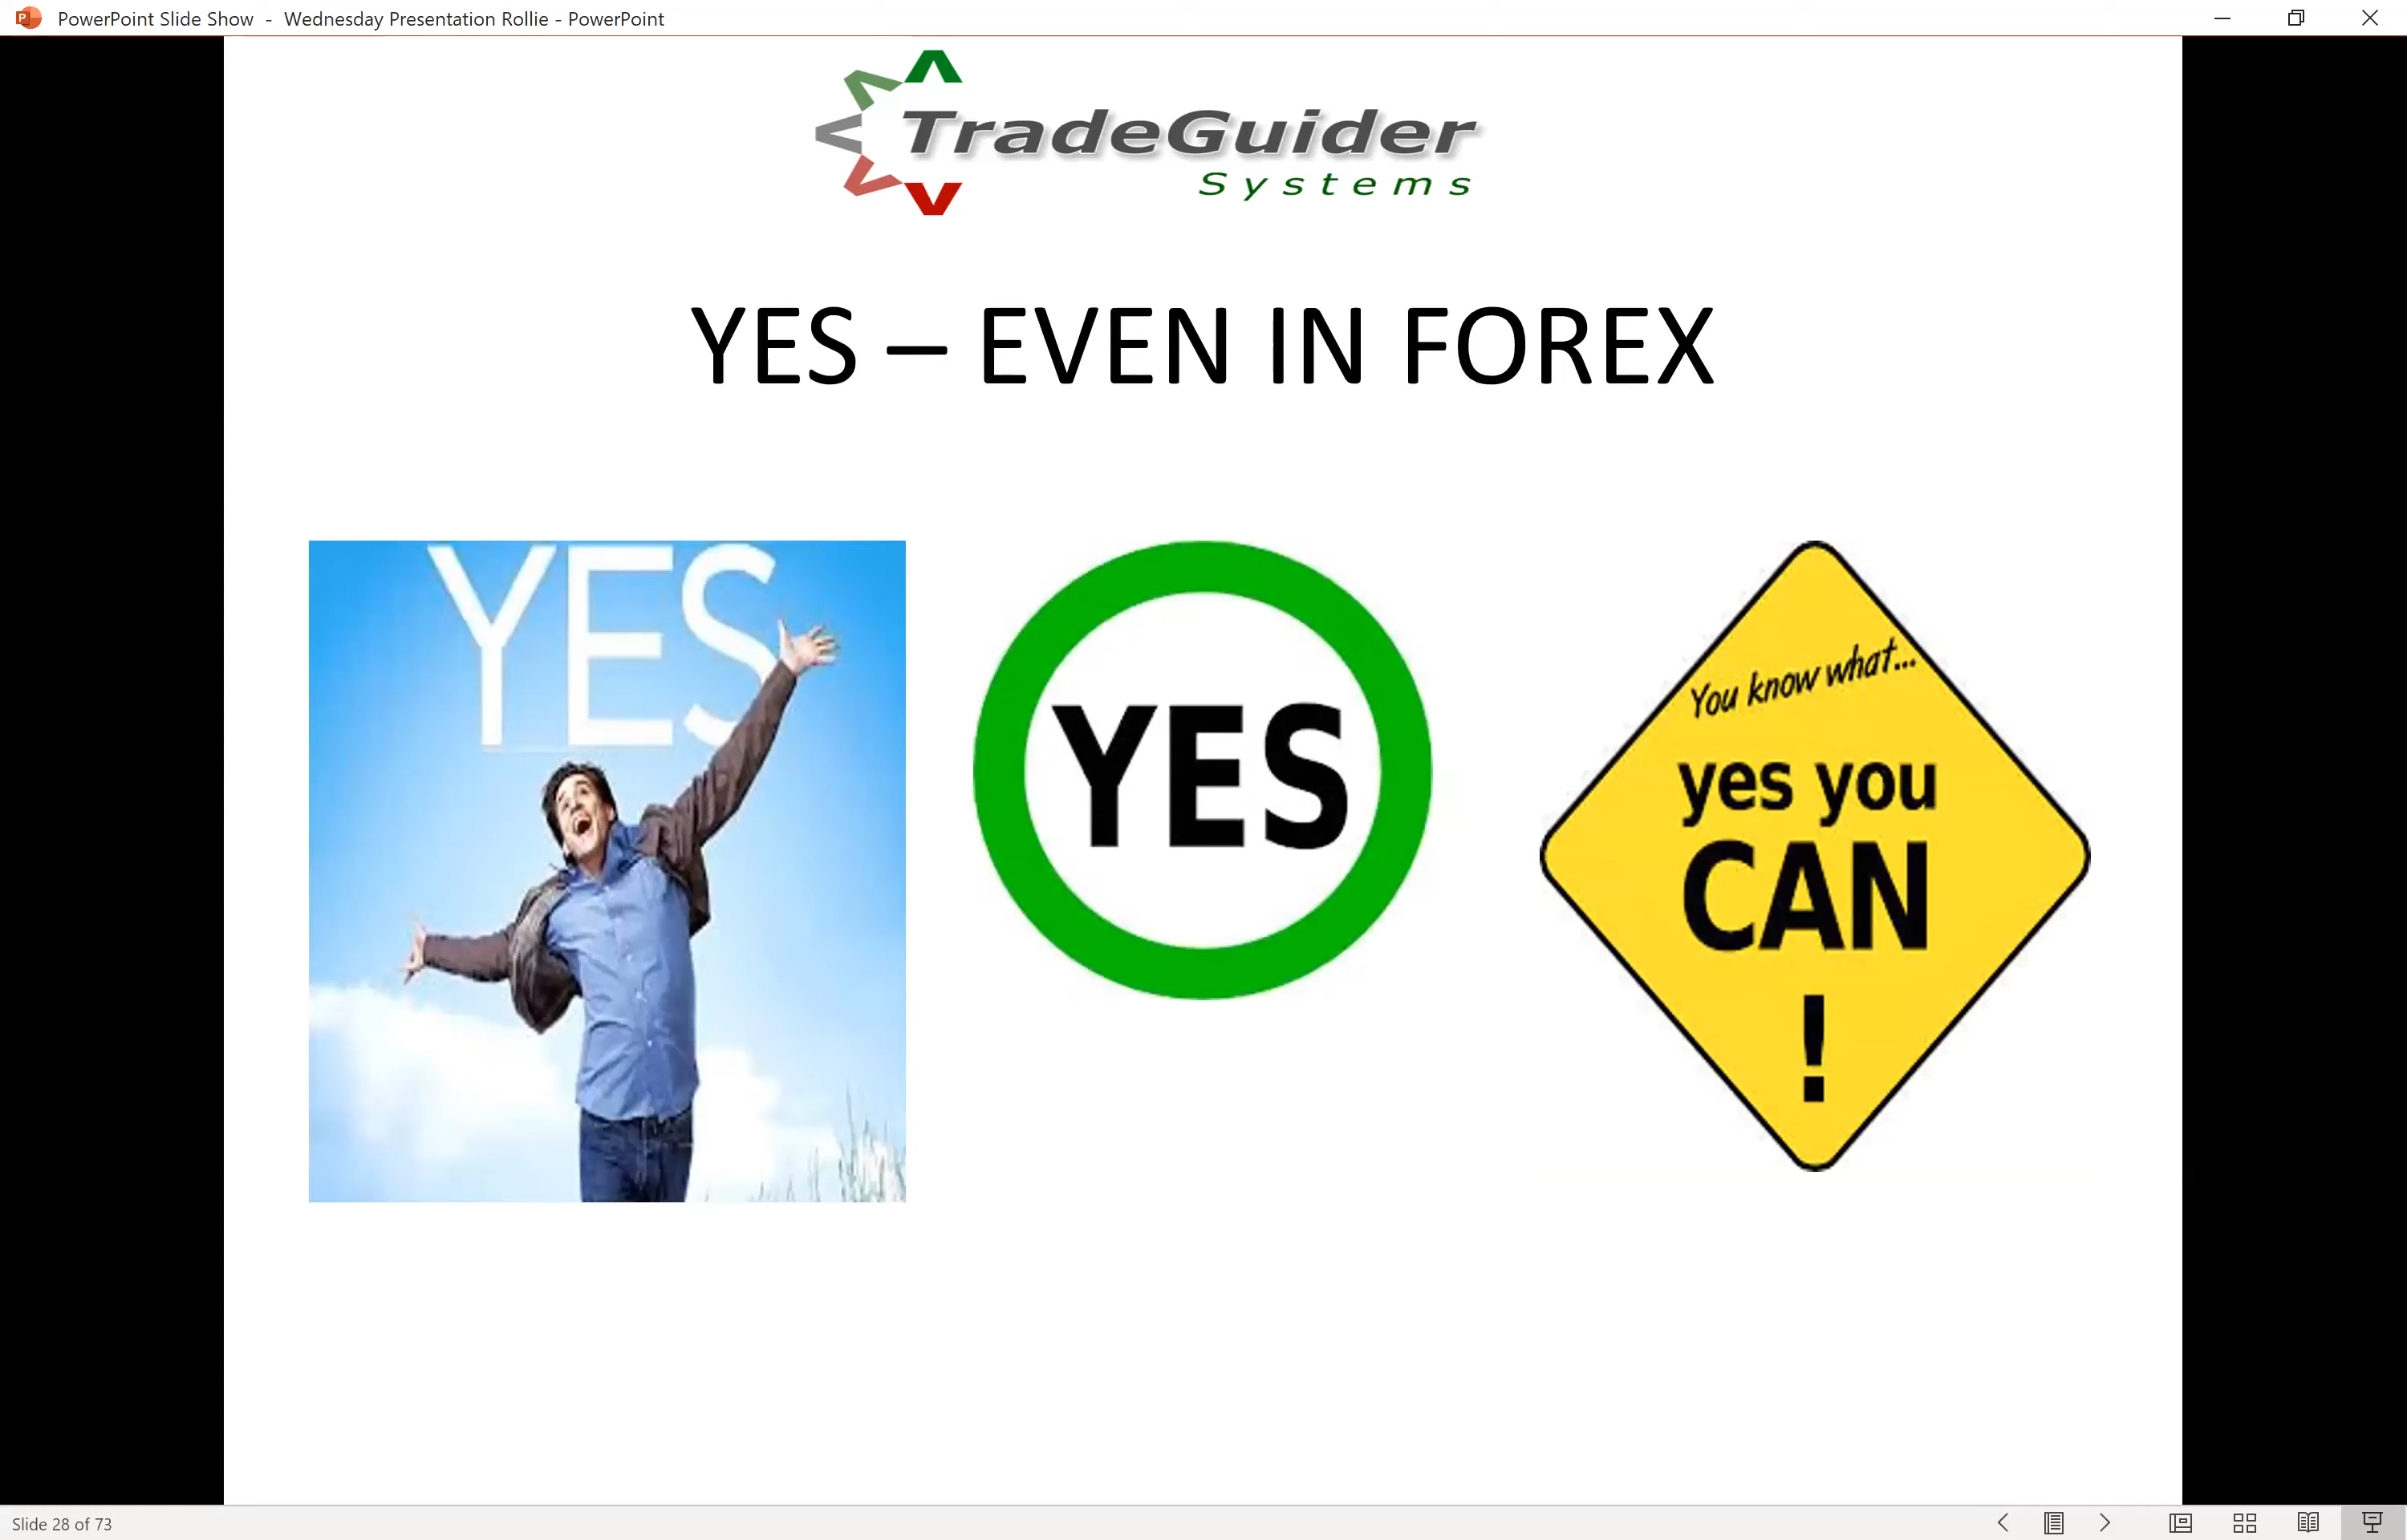 PowerPoint Slide Show  -  Wednesday Presentation Rollie - PowerPoint
TradeGuider
Systems
YES – EVEN IN FOREX
YES
YES
You know what...
yes you
CAN
!
Slide 28 of 73